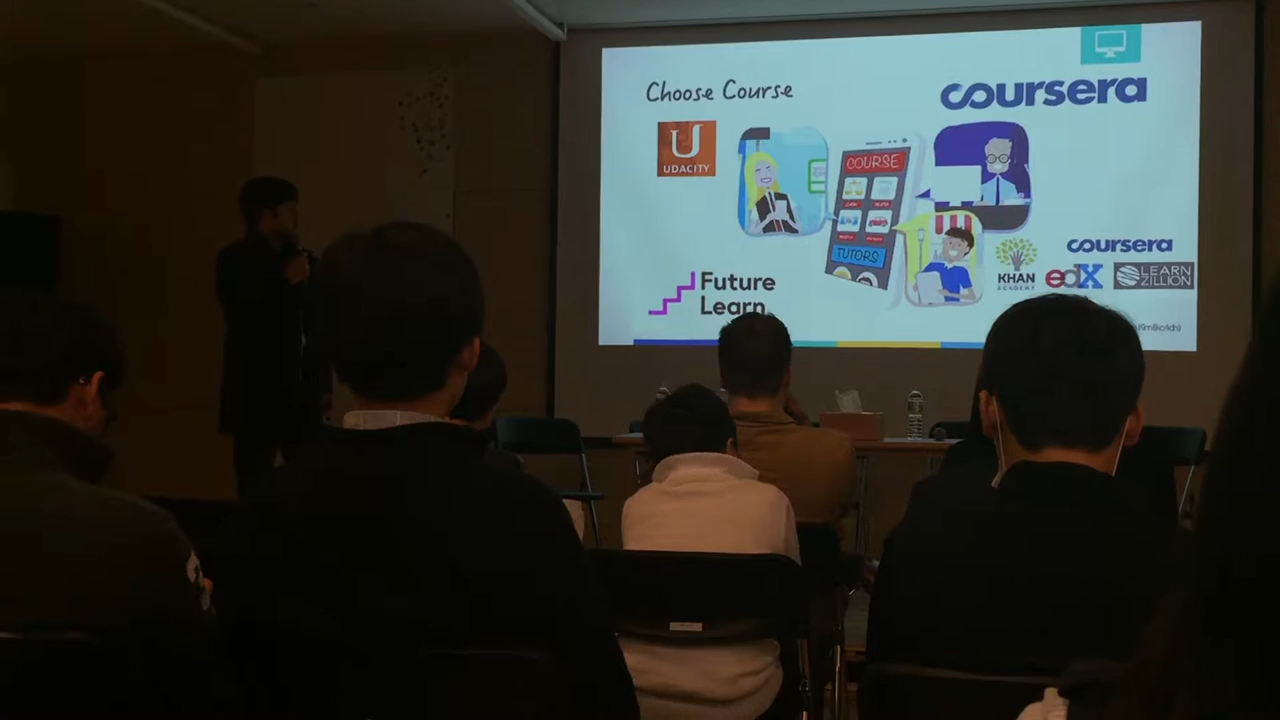 Choose Course
coursera
U
UDACITY
COURSE
TUTORS
Future
Learn
KHAN
ACADEMY
coursera
edX
LEARN
ZILLION